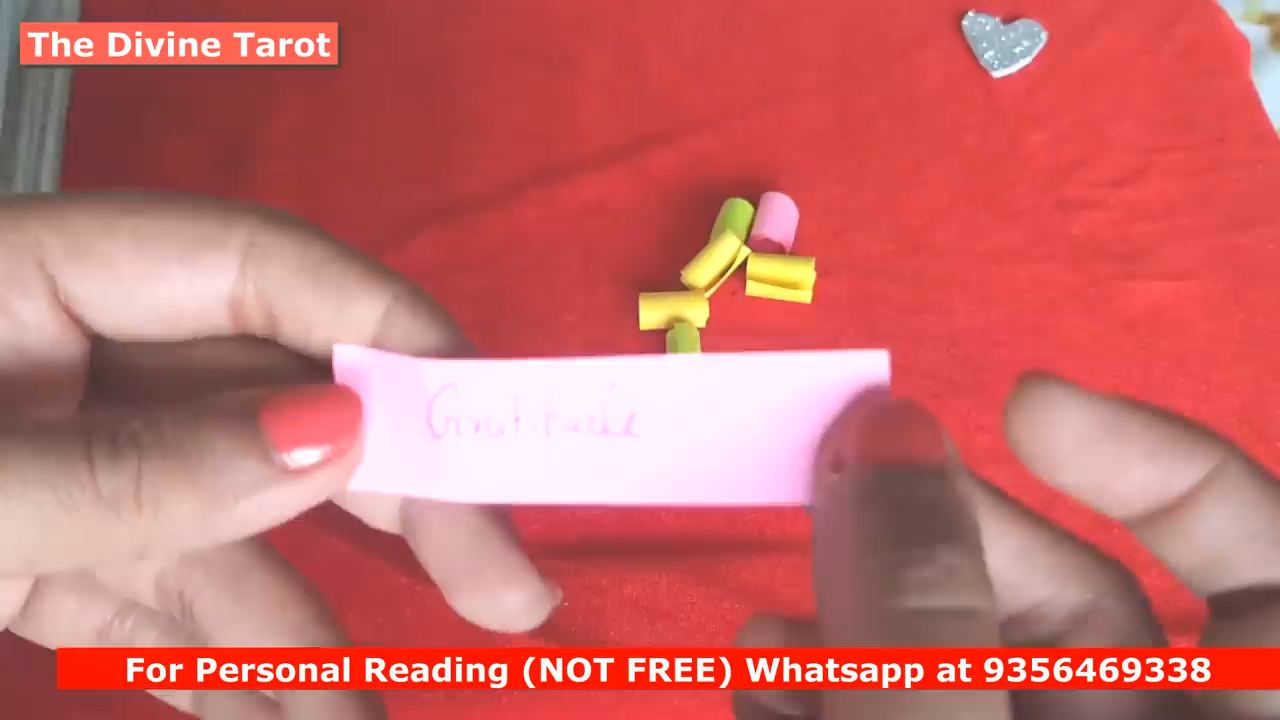 The Divine Tarot
Gratitude
For Personal Reading (NOT FREE) Whatsapp at 9356469338